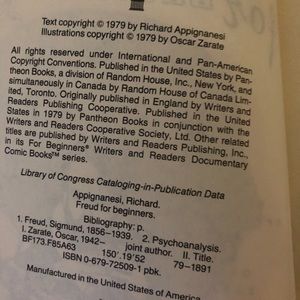 Text copyright © 1979 by Richard Appignanesi
Illustrations copyright © 1979 by Oscar Zarate
All rights reserved under International and Pan-American
Copyright Conventions. Published in the United States by Pan-
theon Books, a division of Random House, Inc., New York, and
simultaneously in Canada by Random House of Canada Lim-
ited, Toronto. Originally published in England by Writers and
Readers Publishing Cooperative. Published in the United
States in 1979 by Pantheon Books in conjunction with the
Writers and Readers Cooperative Society, Ltd. Other related
titles are published by Writers and Readers Publishing, Inc.,
in its For Beginners® Writers and Readers Documentary
Comic Books™ series.
Library of Congress Cataloging-in-Publication Data
Appignanesi, Richard.
Freud for beginners.
Bibliography: p.
1. Freud, Sigmund, 1856–1939. 2. Psychoanalysis.
I. Zarate, Oscar, 1942– joint author. II. Title.
BF173.F85A63 150'.19'52 79-1891
ISBN 0-679-72509-1 pbk.
Manufactured in the United States of America